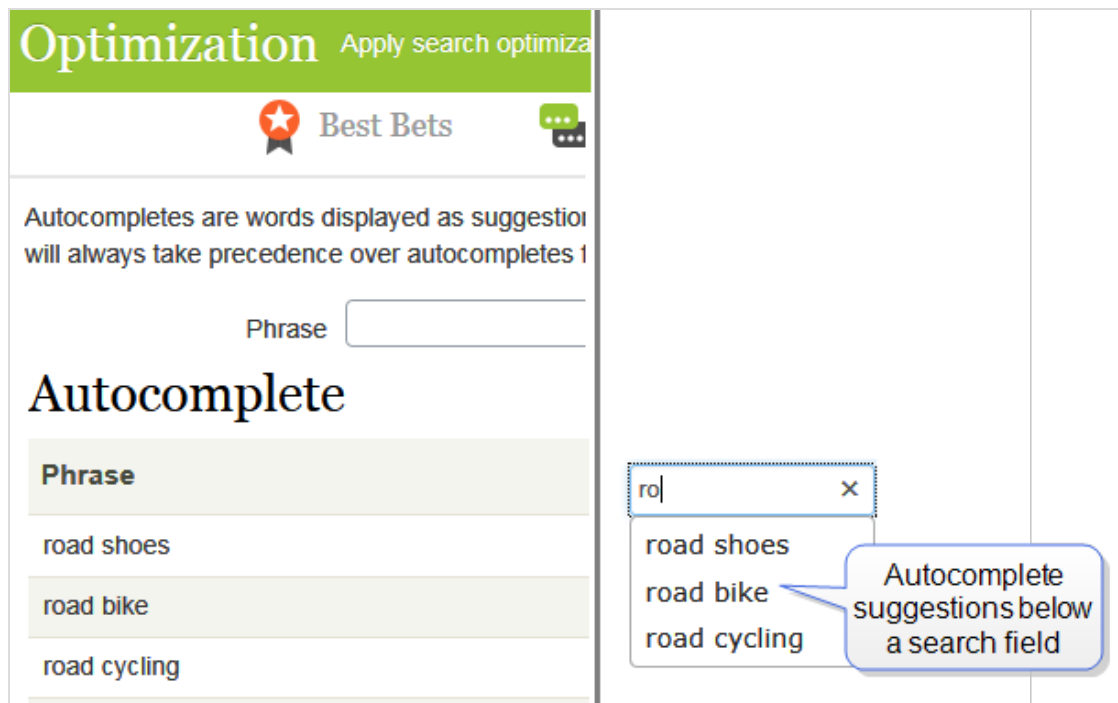 Optimization Apply search optimiza
Best Bets
Autocompletes are words displayed as suggestion
will always take precedence over autocompletes f
Phrase
Autocomplete
Phrase
road shoes
road bike
road cycling
ro
road shoes
road bike
road cycling
Autocomplete
suggestions below
a search field